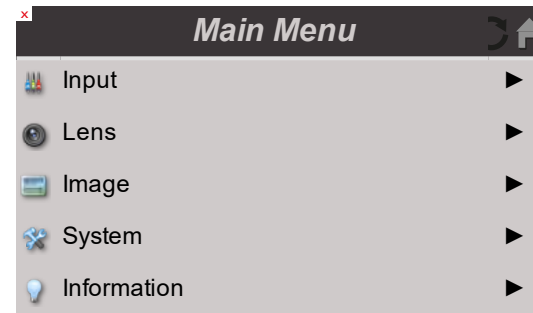 x
Main Menu
Input
Lens
Image
System
Information